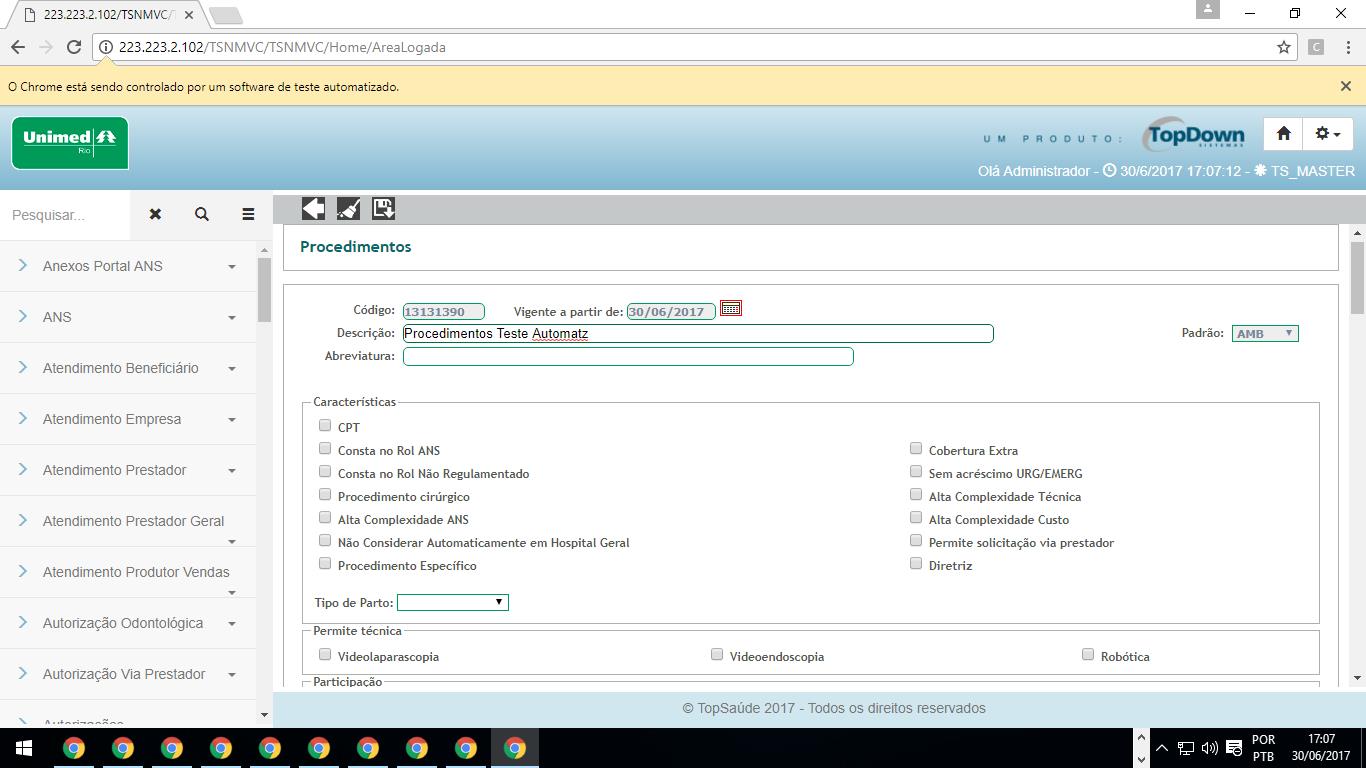 223.223.2.102/TSNMVC/T
223.223.2.102/TSNMVC/TSNMVC/Home/AreaLogada
C
O Chrome está sendo controlado por um software de teste automatizado.
Unimed
Rio
UM PRODUTO:
TopDown
SISTEMAS
Olá Administrador - 30/6/2017 17:07:12 - TS_MASTER
Pesquisar...
Procedimentos
Anexos Portal ANS
ANS
Atendimento Beneficiário
Atendimento Empresa
Atendimento Prestador
Atendimento Prestador Geral
Atendimento Produtor Vendas
Autorização Odontológica
Autorização Via Prestador
Autorizações
Código: 13131390 Vigente a partir de: 30/06/2017
Descrição: Procedimentos Teste Automatz Padrão: AMB
Abreviatura:
Características
CPT
Consta no Rol ANS Cobertura Extra
Consta no Rol Não Regulamentado Sem acréscimo URG/EMERG
Procedimento cirúrgico Alta Complexidade Técnica
Alta Complexidade ANS Alta Complexidade Custo
Não Considerar Automaticamente em Hospital Geral Permite solicitação via prestador
Procedimento Específico Diretriz
Tipo de Parto:
Permite técnica
Videolaparascopia Videoendoscopia Robótica
Participação
© TopSaúde 2017 - Todos os direitos reservados
POR
PTB
17:07
30/06/2017